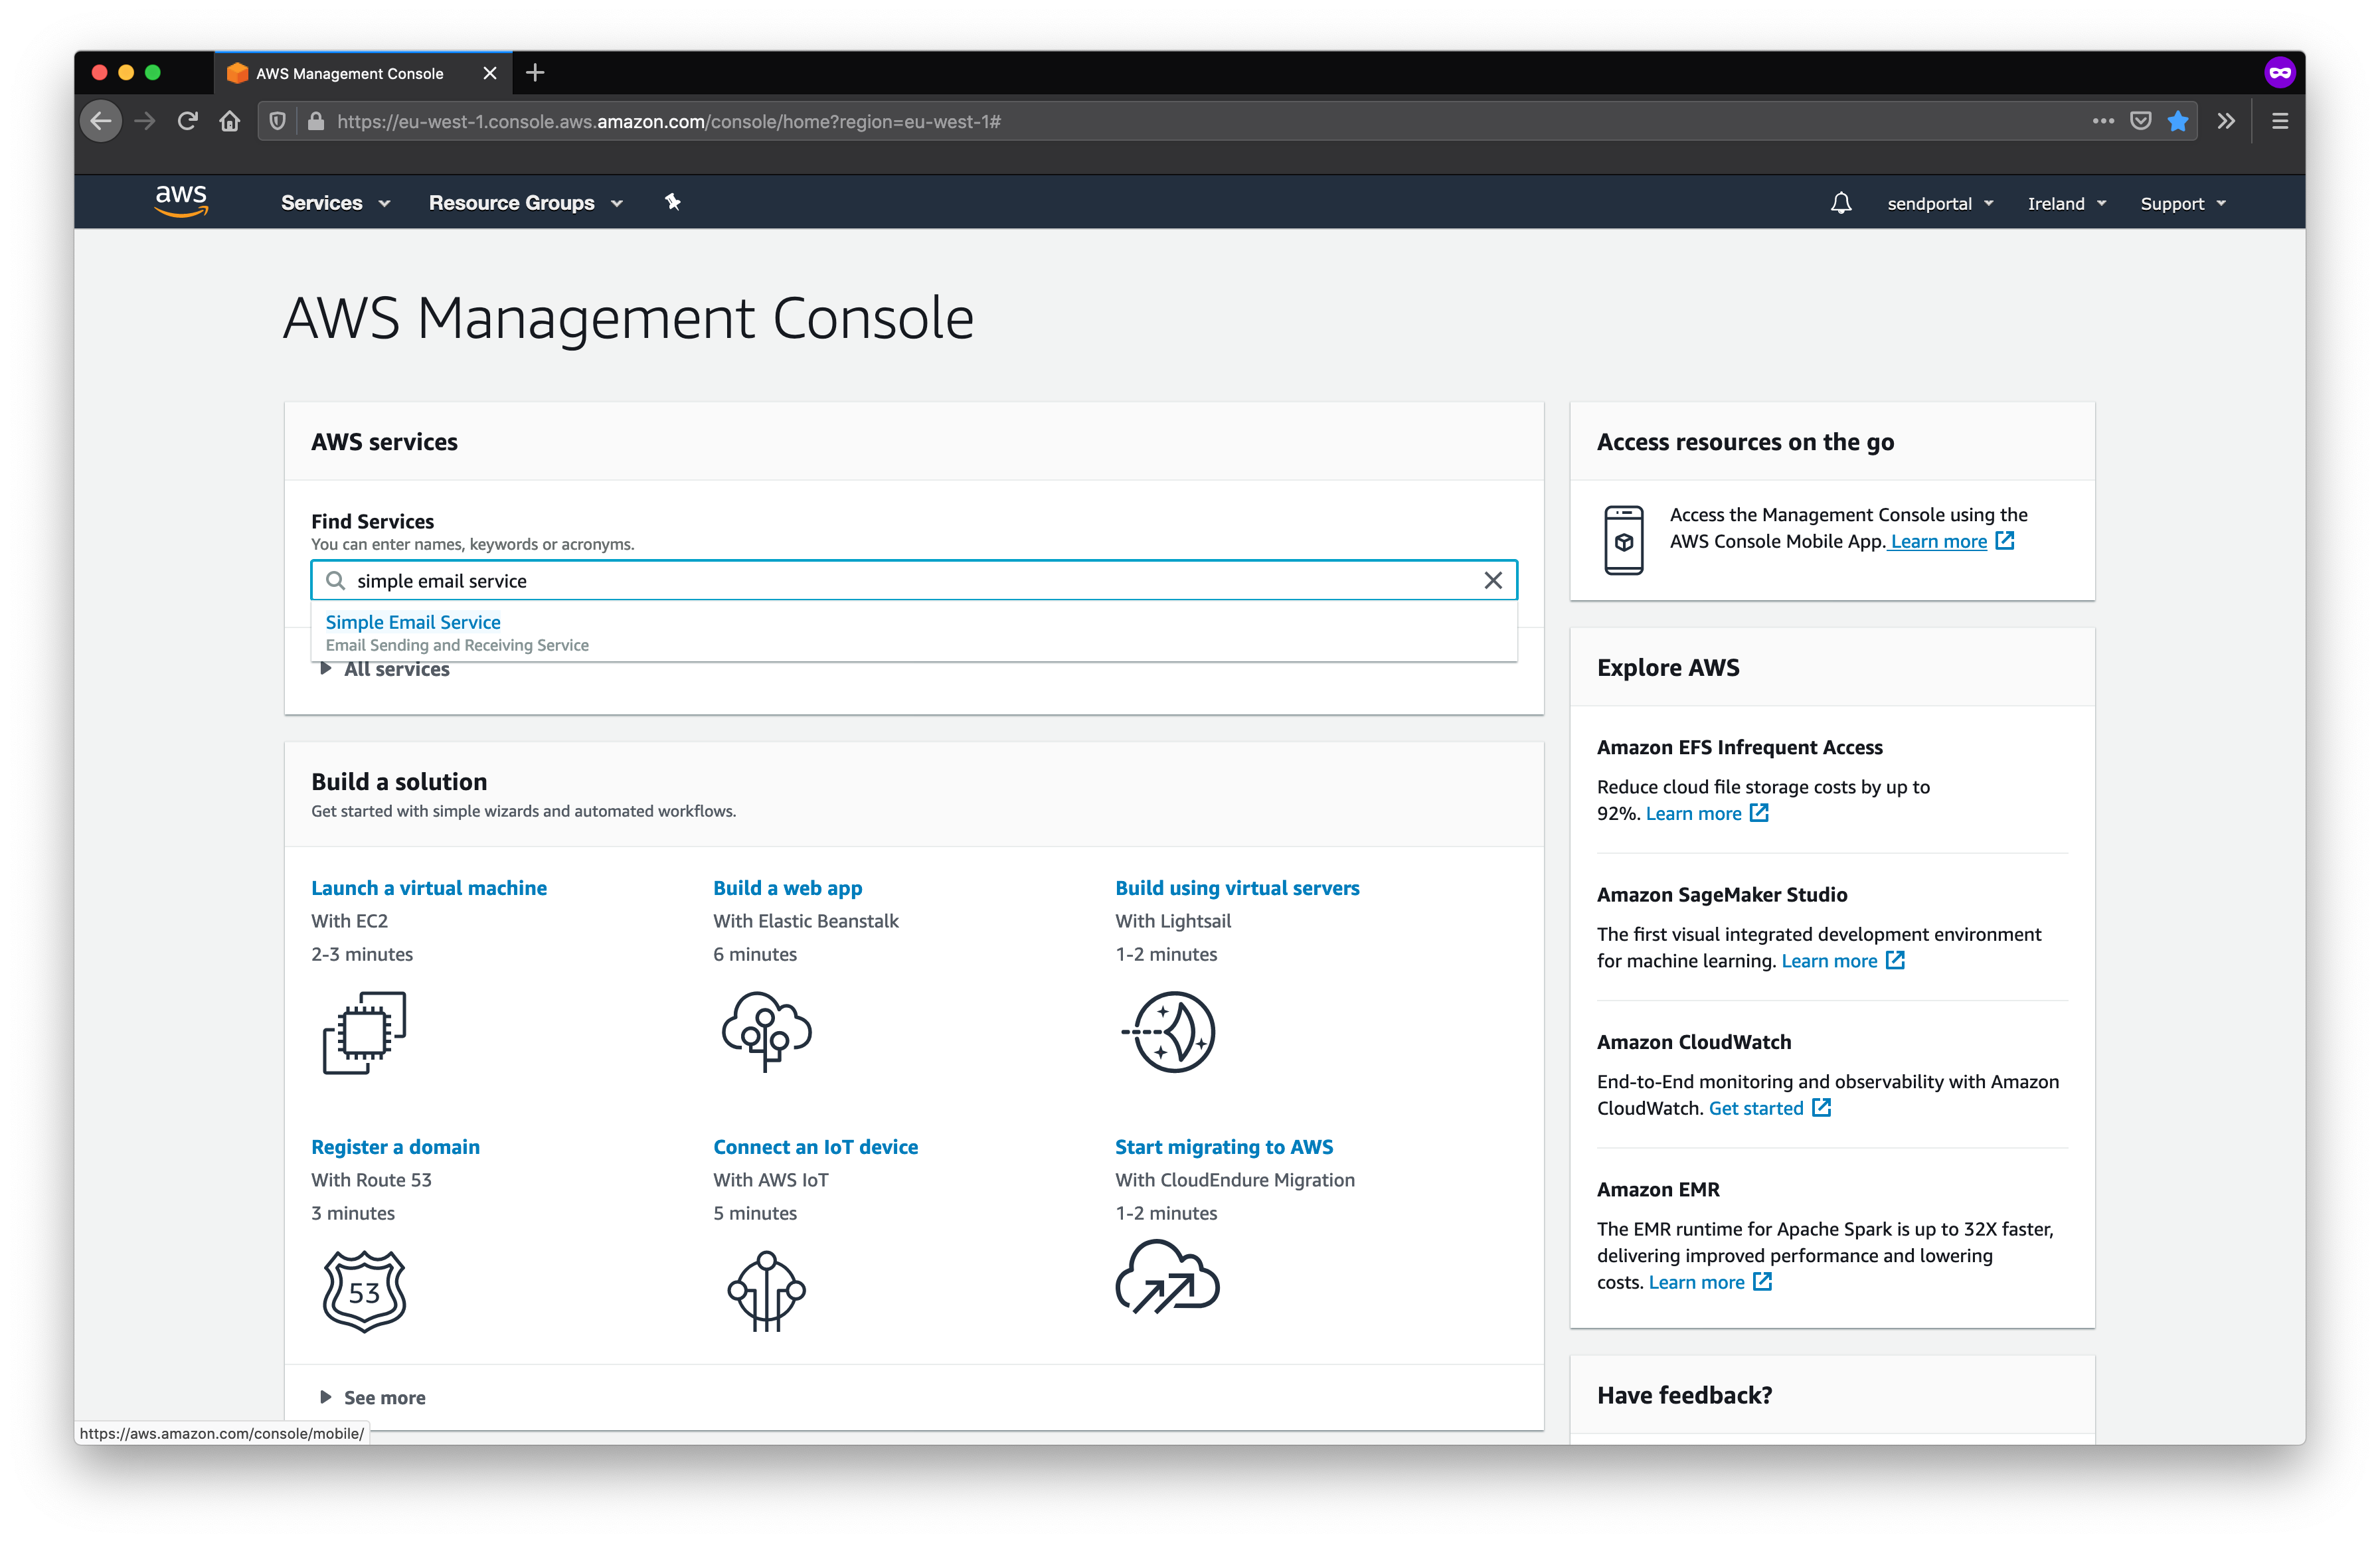 AWS Management Console
https://eu-west-1.console.aws.amazon.com/console/home?region=eu-west-1#
aws
Services
Resource Groups
sendportal
Ireland
Support
AWS Management Console
AWS services
Find Services
You can enter names, keywords or acronyms.
simple email service
Simple Email Service
Email Sending and Receiving Service
All services
Build a solution
Get started with simple wizards and automated workflows.
Launch a virtual machine
With EC2
2-3 minutes
Build a web app
With Elastic Beanstalk
6 minutes
Build using virtual servers
With Lightsail
1-2 minutes
Register a domain
With Route 53
3 minutes
53
Connect an IoT device
With AWS IoT
5 minutes
Start migrating to AWS
With CloudEndure Migration
1-2 minutes
See more
Access resources on the go
Access the Management Console using the
AWS Console Mobile App. Learn more
Explore AWS
Amazon EFS Infrequent Access
Reduce cloud file storage costs by up to
92%. Learn more
Amazon SageMaker Studio
The first visual integrated development environment
for machine learning. Learn more
Amazon CloudWatch
End-to-End monitoring and observability with Amazon
CloudWatch. Get started
Amazon EMR
The EMR runtime for Apache Spark is up to 32X faster,
delivering improved performance and lowering
costs. Learn more
Have feedback?
https://aws.amazon.com/console/mobile/